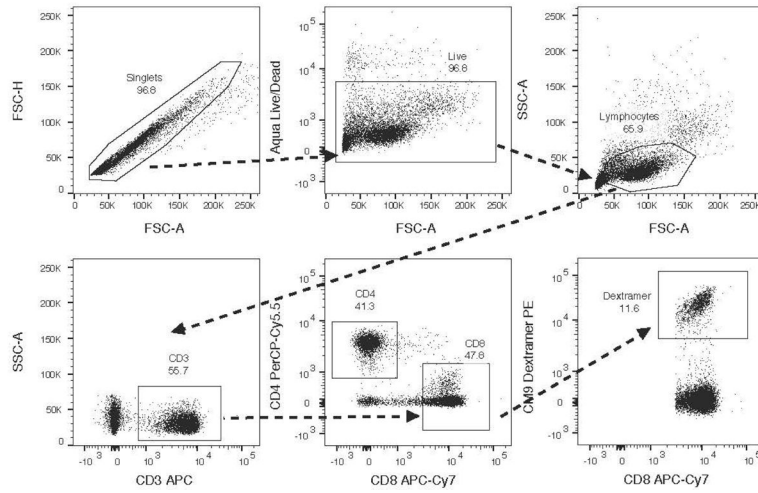 250K
200K
150K
100K
50K
0
FSC-H
Singlets
96.8
0 50K 100K 150K 200K 250K
FSC-A
10^5
10^4
10^3
0
-10^3
Aqua Live/Dead
Live
96.8
50K 100K 150K 200K 250K
FSC-A
250K
200K
150K
100K
50K
0
SSC-A
Lymphocytes
65.9
50K 100K 150K 200K 250K
FSC-A
250K
200K
150K
100K
50K
0
SSC-A
CD3
55.7
-10^3 0 10^3 10^4 10^5
CD3 APC
10^5
10^4
10^3
0
-10^3
CD4 PerCP-Cy5.5
CD4
41.3
CD8
47.8
-10^3 0 10^3 10^4 10^5
CD8 APC-Cy7
10^5
10^4
10^3
0
-10^3
CM9 Dextramer PE
Dextramer
11.6
-10^3 0 10^3 10^4 10^5
CD8 APC-Cy7